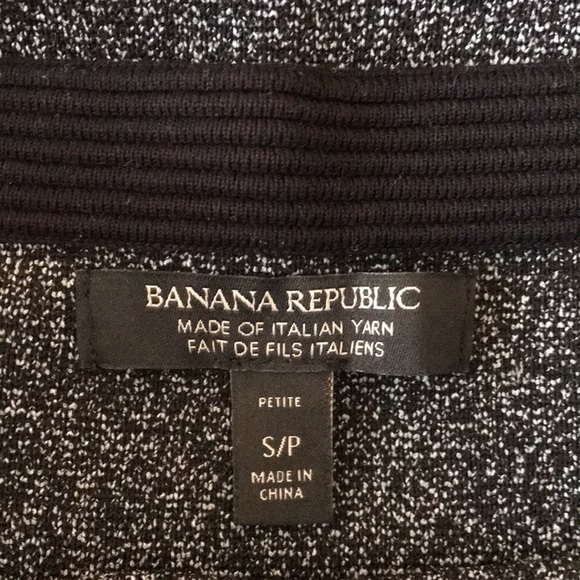 BANANA REPUBLIC
MADE OF ITALIAN YARN
FAIT DE FILS ITALIENS
PETITE
S/P
MADE IN
CHINA